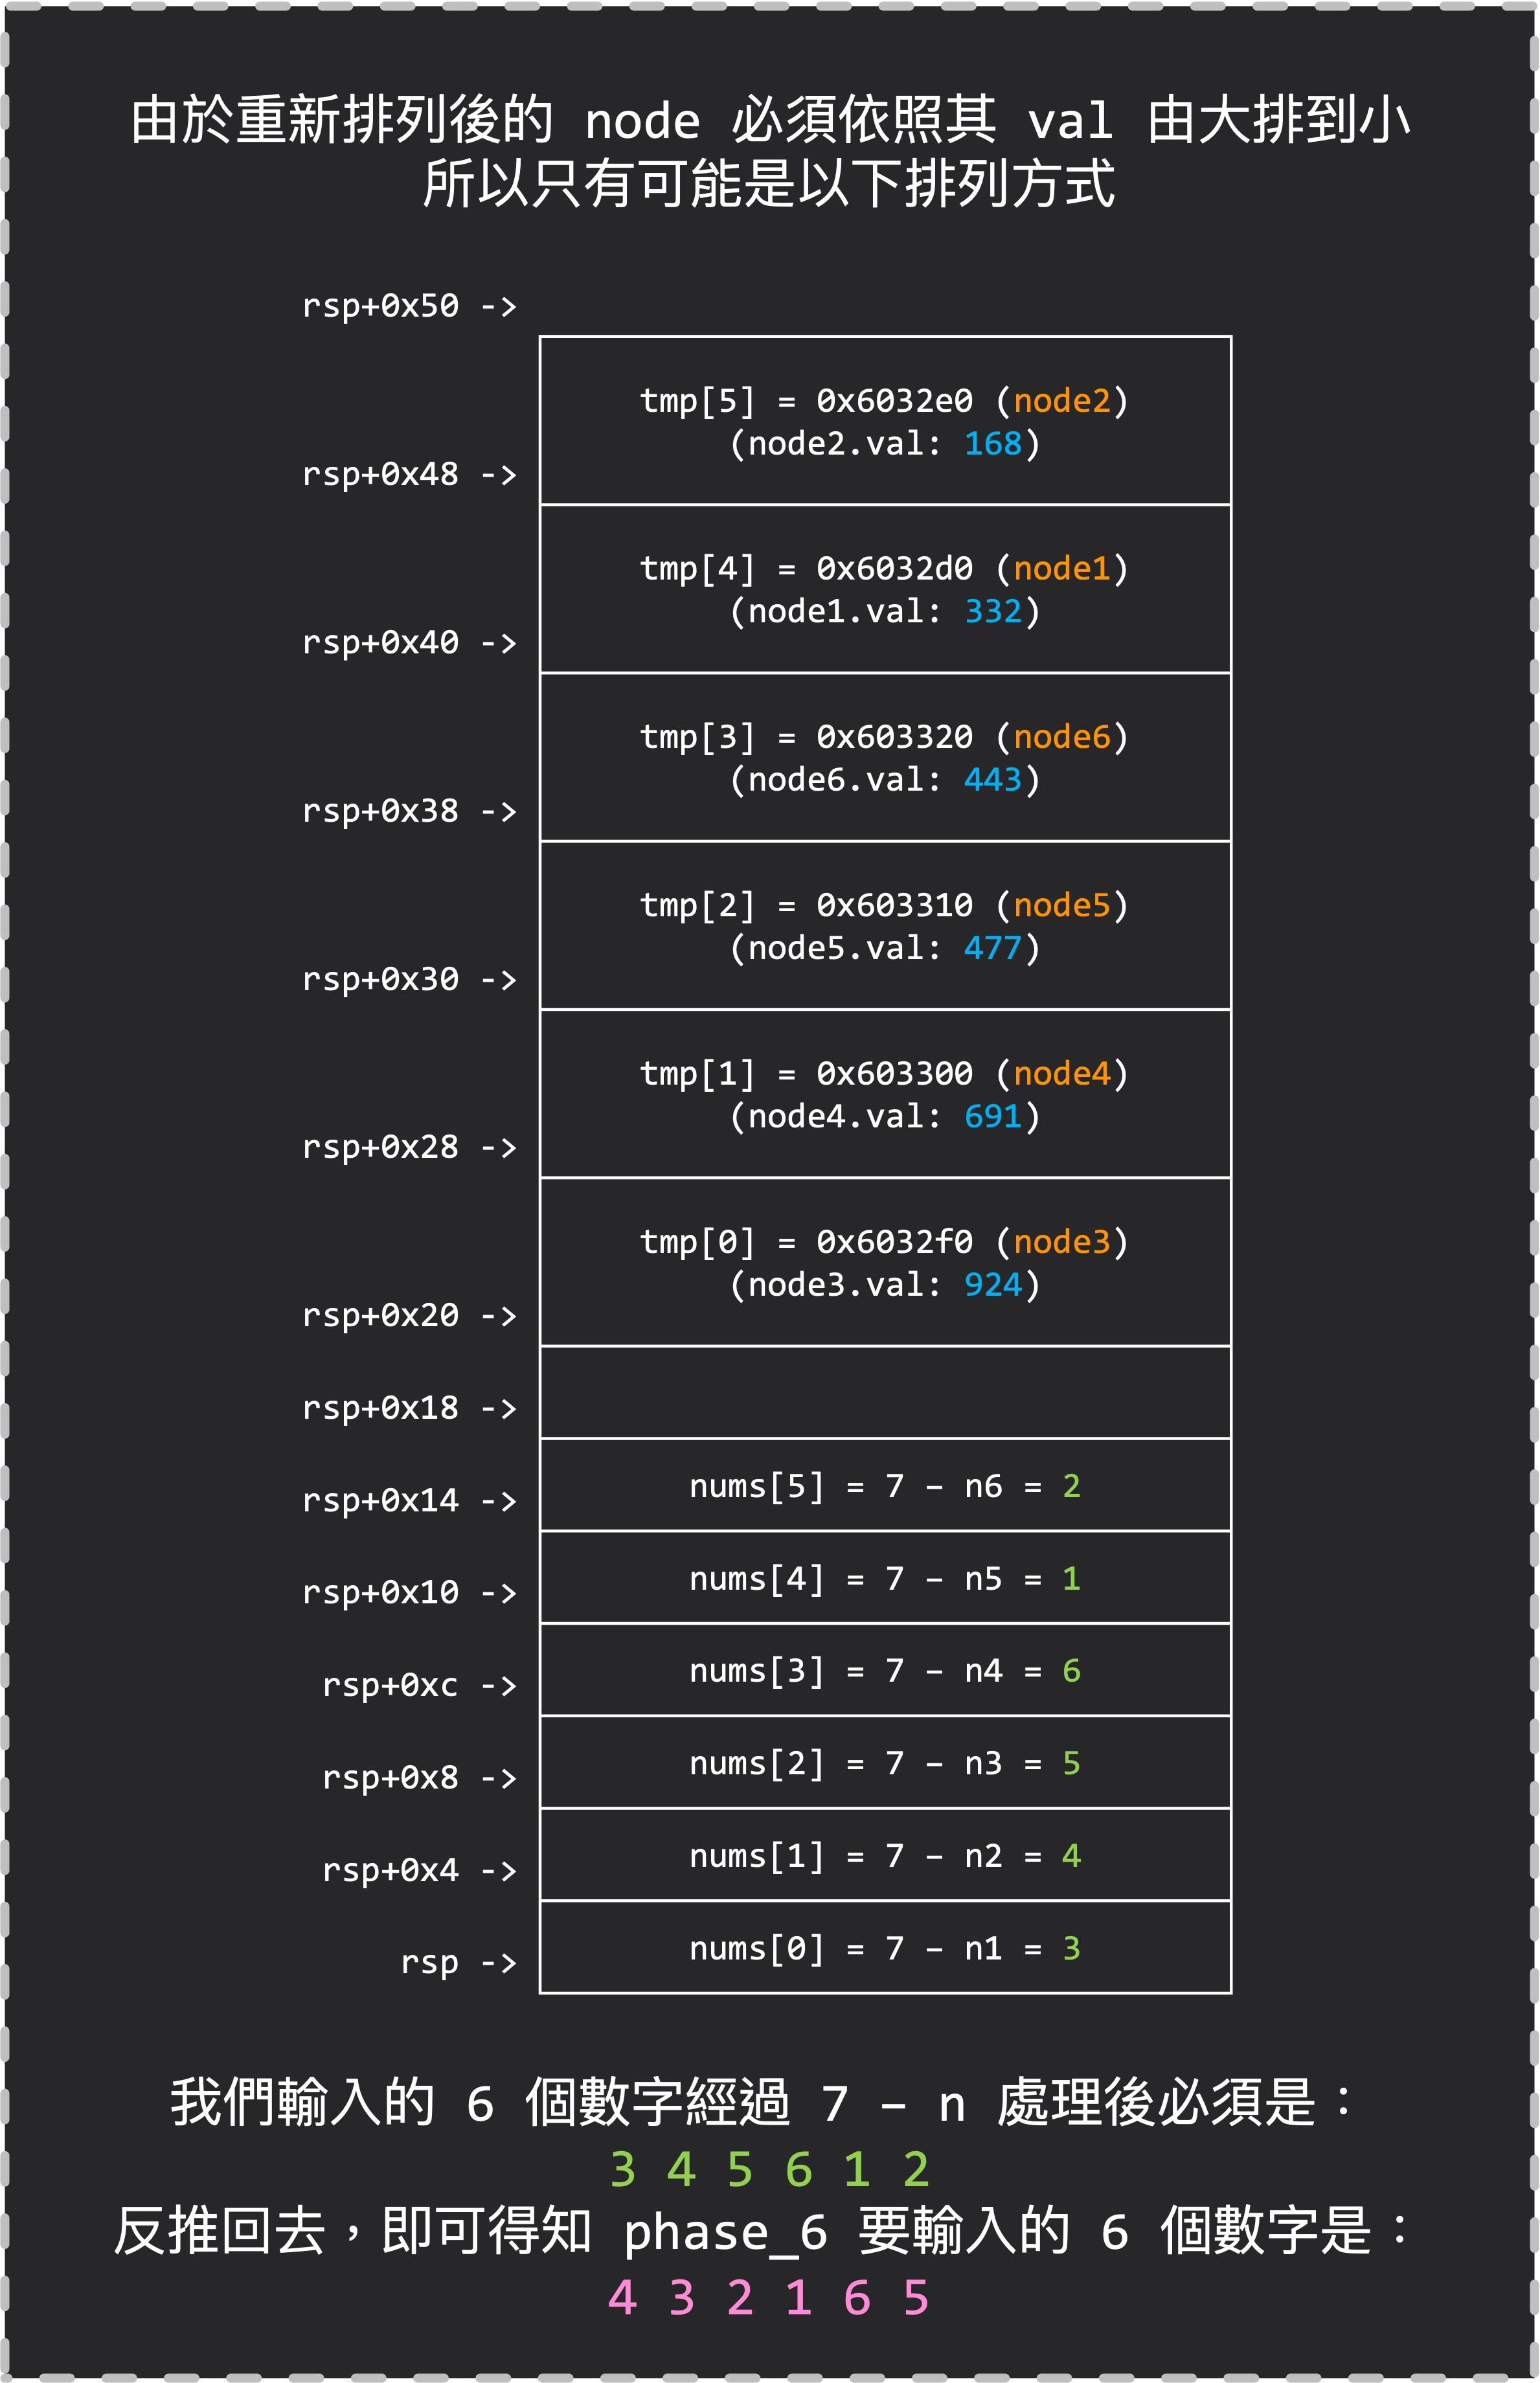 由於重新排列後的 node 必須依照其 val 由大排到小
所以只有可能是以下排列方式
rsp+0x50 ->
tmp[5] = 0x6032e0 (node2)
(node2.val: 168)
rsp+0x48 ->
tmp[4] = 0x6032d0 (node1)
(node1.val: 332)
rsp+0x40 ->
tmp[3] = 0x603320 (node6)
(node6.val: 443)
rsp+0x38 ->
tmp[2] = 0x603310 (node5)
(node5.val: 477)
rsp+0x30 ->
tmp[1] = 0x603300 (node4)
(node4.val: 691)
rsp+0x28 ->
tmp[0] = 0x6032f0 (node3)
(node3.val: 924)
rsp+0x20 ->
rsp+0x18 ->
nums[5] = 7 – n6 = 2
rsp+0x14 ->
nums[4] = 7 – n5 = 1
rsp+0x10 ->
nums[3] = 7 – n4 = 6
rsp+0xc ->
nums[2] = 7 – n3 = 5
rsp+0x8 ->
nums[1] = 7 – n2 = 4
rsp+0x4 ->
nums[0] = 7 – n1 = 3
rsp ->
我們輸入的 6 個數字經過 7 – n 處理後必須是：
3 4 5 6 1 2
反推回去，即可得知 phase_6 要輸入的 6 個數字是：
4 3 2 1 6 5